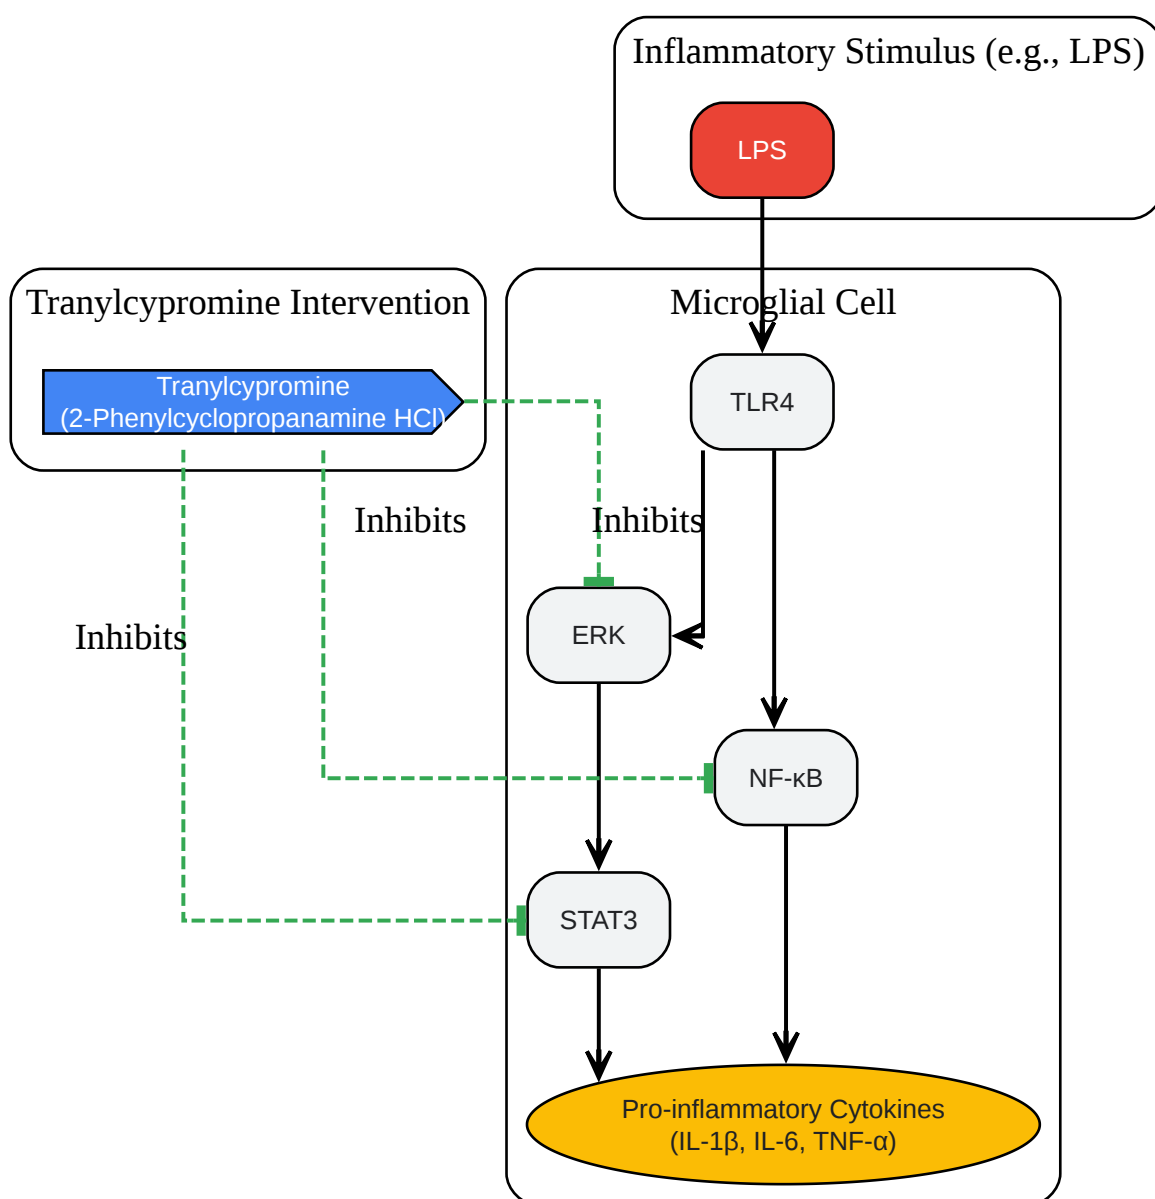 Inflammatory Stimulus (e.g., LPS)
LPS
Tranylcypromine Intervention
Tranylcypromine
(2-Phenylcyclopropanamine HCl)
Microglial Cell
TLR4
Inhibits
Inhibits
Inhibits
ERK
NF-κB
STAT3
Pro-inflammatory Cytokines
(IL-1β, IL-6, TNF-α)